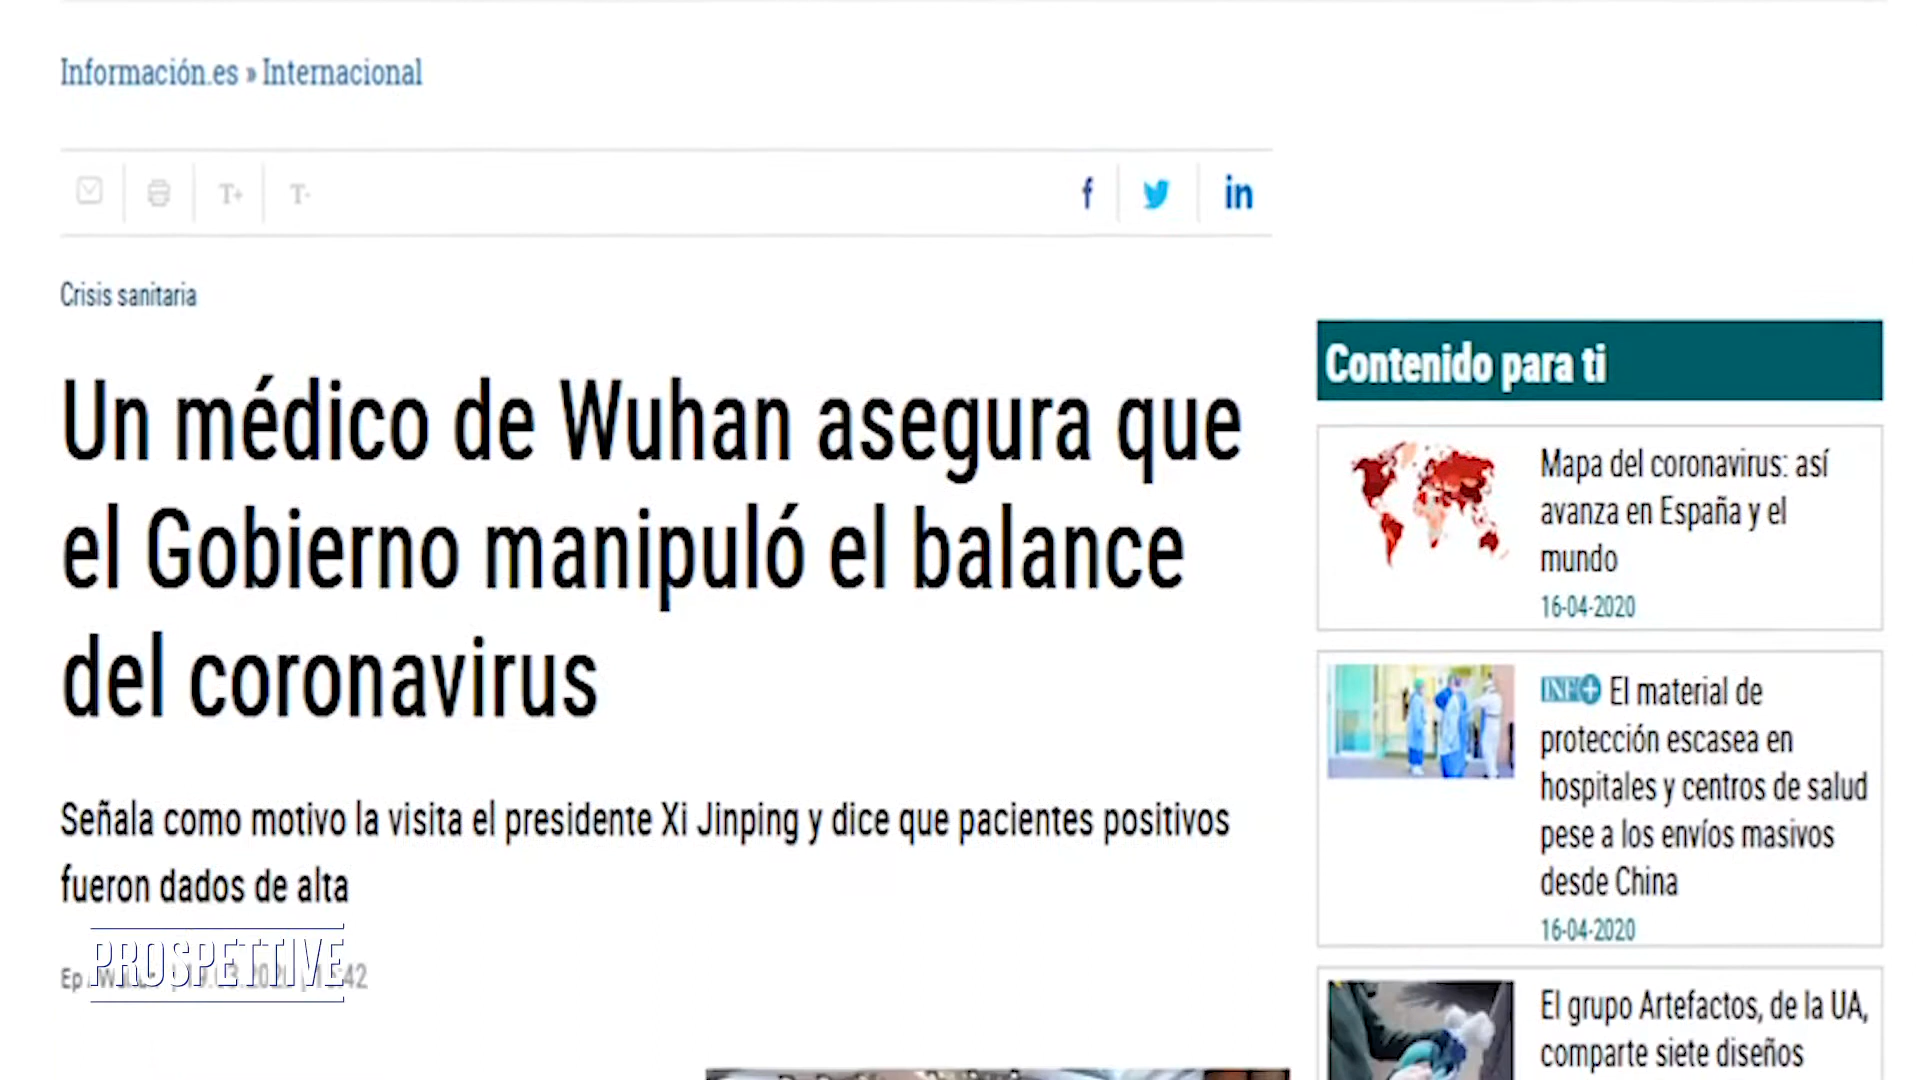 Información.es » Internacional
T+ T-
f in
Crisis sanitaria
Un médico de Wuhan asegura que
el Gobierno manipuló el balance
del coronavirus
Señala como motivo la visita el presidente Xi Jinping y dice que pacientes positivos
fueron dados de alta
Ep
PROSPETTIVE
Contenido para ti
Mapa del coronavirus: así
avanza en España y el
mundo
16-04-2020
INF+ El material de
protección escasea en
hospitales y centros de salud
pese a los envíos masivos
desde China
16-04-2020
El grupo Artefactos, de la UA,
comparte siete diseños